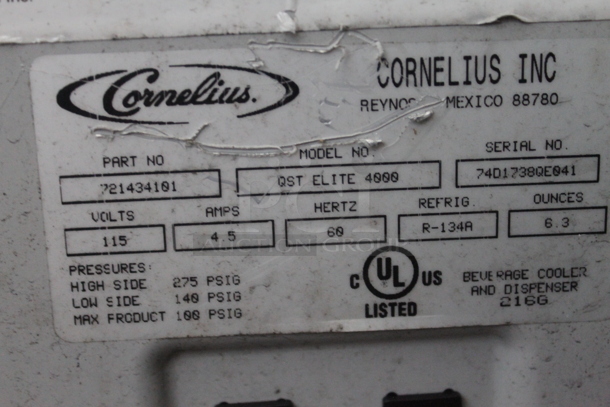 Cornelius.
CORNELIUS INC
MEXICO 88780
PART NO
MODEL NO.
SERIAL NO.
721434101
QST ELITE 4000
74D1738QE041
VOLTS
AMPS
HERTZ
REFRIG.
OUNCES
115
4.5
60
R-134A
6.3
PRESSURES:
HIGH SIDE 275 PSIG
LOW SIDE 140 PSIG
MAX PRODUCT 100 PSIG
C UL US
LISTED
BEVERAGE COOLER
AND DISPENSER
216G